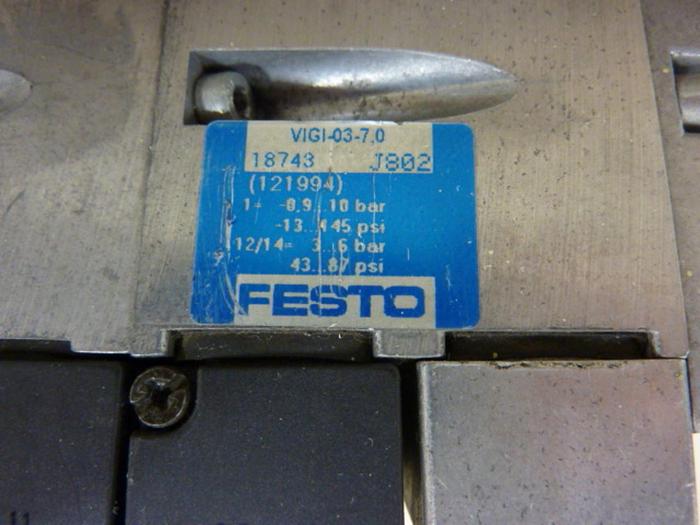 VIGI-03-7,0
18743 J802
(121994)
1= -0,9...10 bar
-13...145 psi
12/14= 3...6 bar
43...87 psi
FESTO